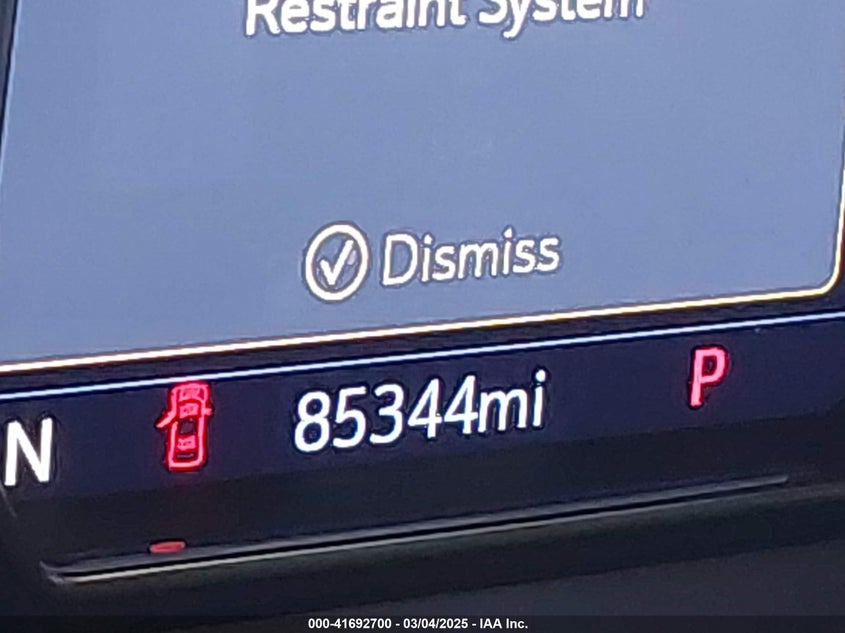 Restraint System
Dismiss
N 85344mi P
000-41692700 - 03/04/2025 - IAA Inc.